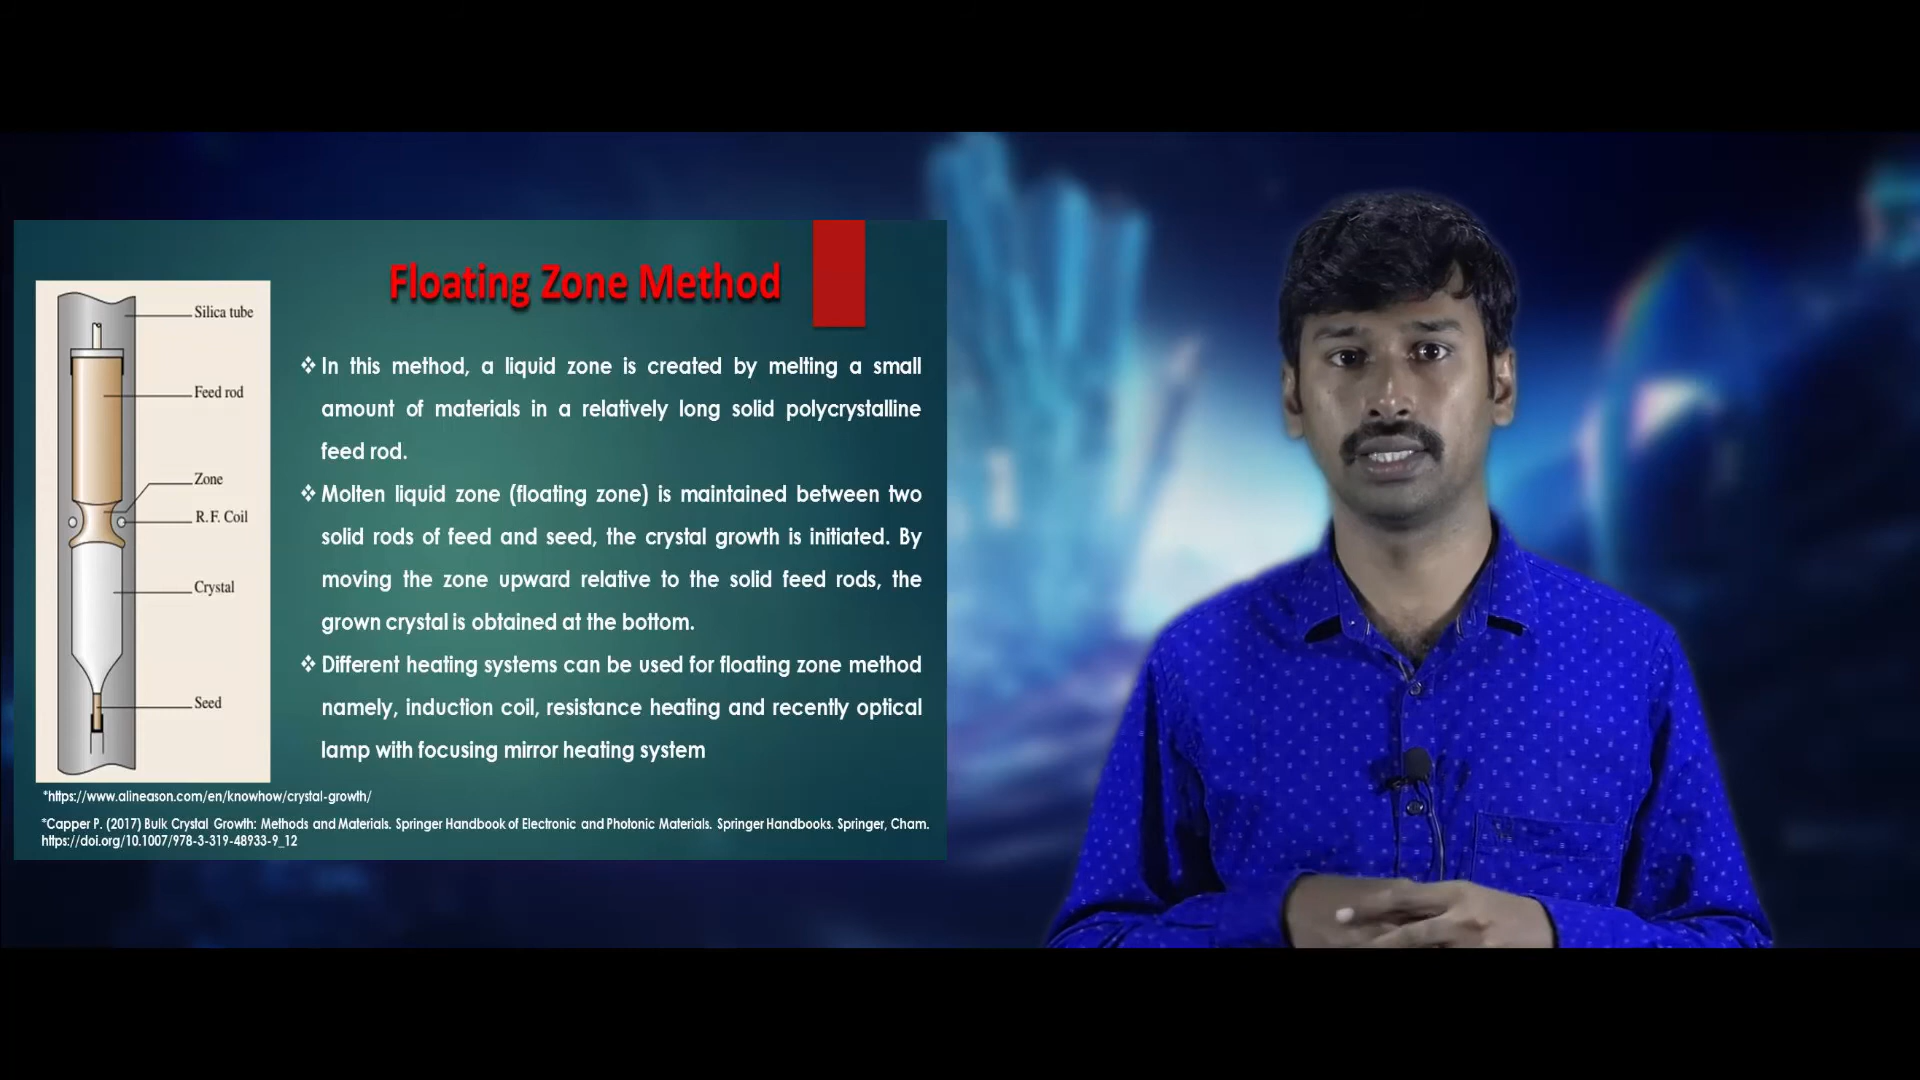 Floating Zone Method
Silica tube
Feed rod
Zone
R.F. Coil
Crystal
Seed
❖ In this method, a liquid zone is created by melting a small
amount of materials in a relatively long solid polycrystalline
feed rod.
❖ Molten liquid zone (floating zone) is maintained between two
solid rods of feed and seed, the crystal growth is initiated. By
moving the zone upward relative to the solid feed rods, the
grown crystal is obtained at the bottom.
❖ Different heating systems can be used for floating zone method
namely, induction coil, resistance heating and recently optical
lamp with focusing mirror heating system
*https://www.alineason.com/en/knowhow/crystal-growth/
*Capper P. (2017) Bulk Crystal Growth: Methods and Materials. Springer Handbook of Electronic and Photonic Materials. Springer Handbooks. Springer, Cham.
https://doi.org/10.1007/978-3-319-48933-9_12